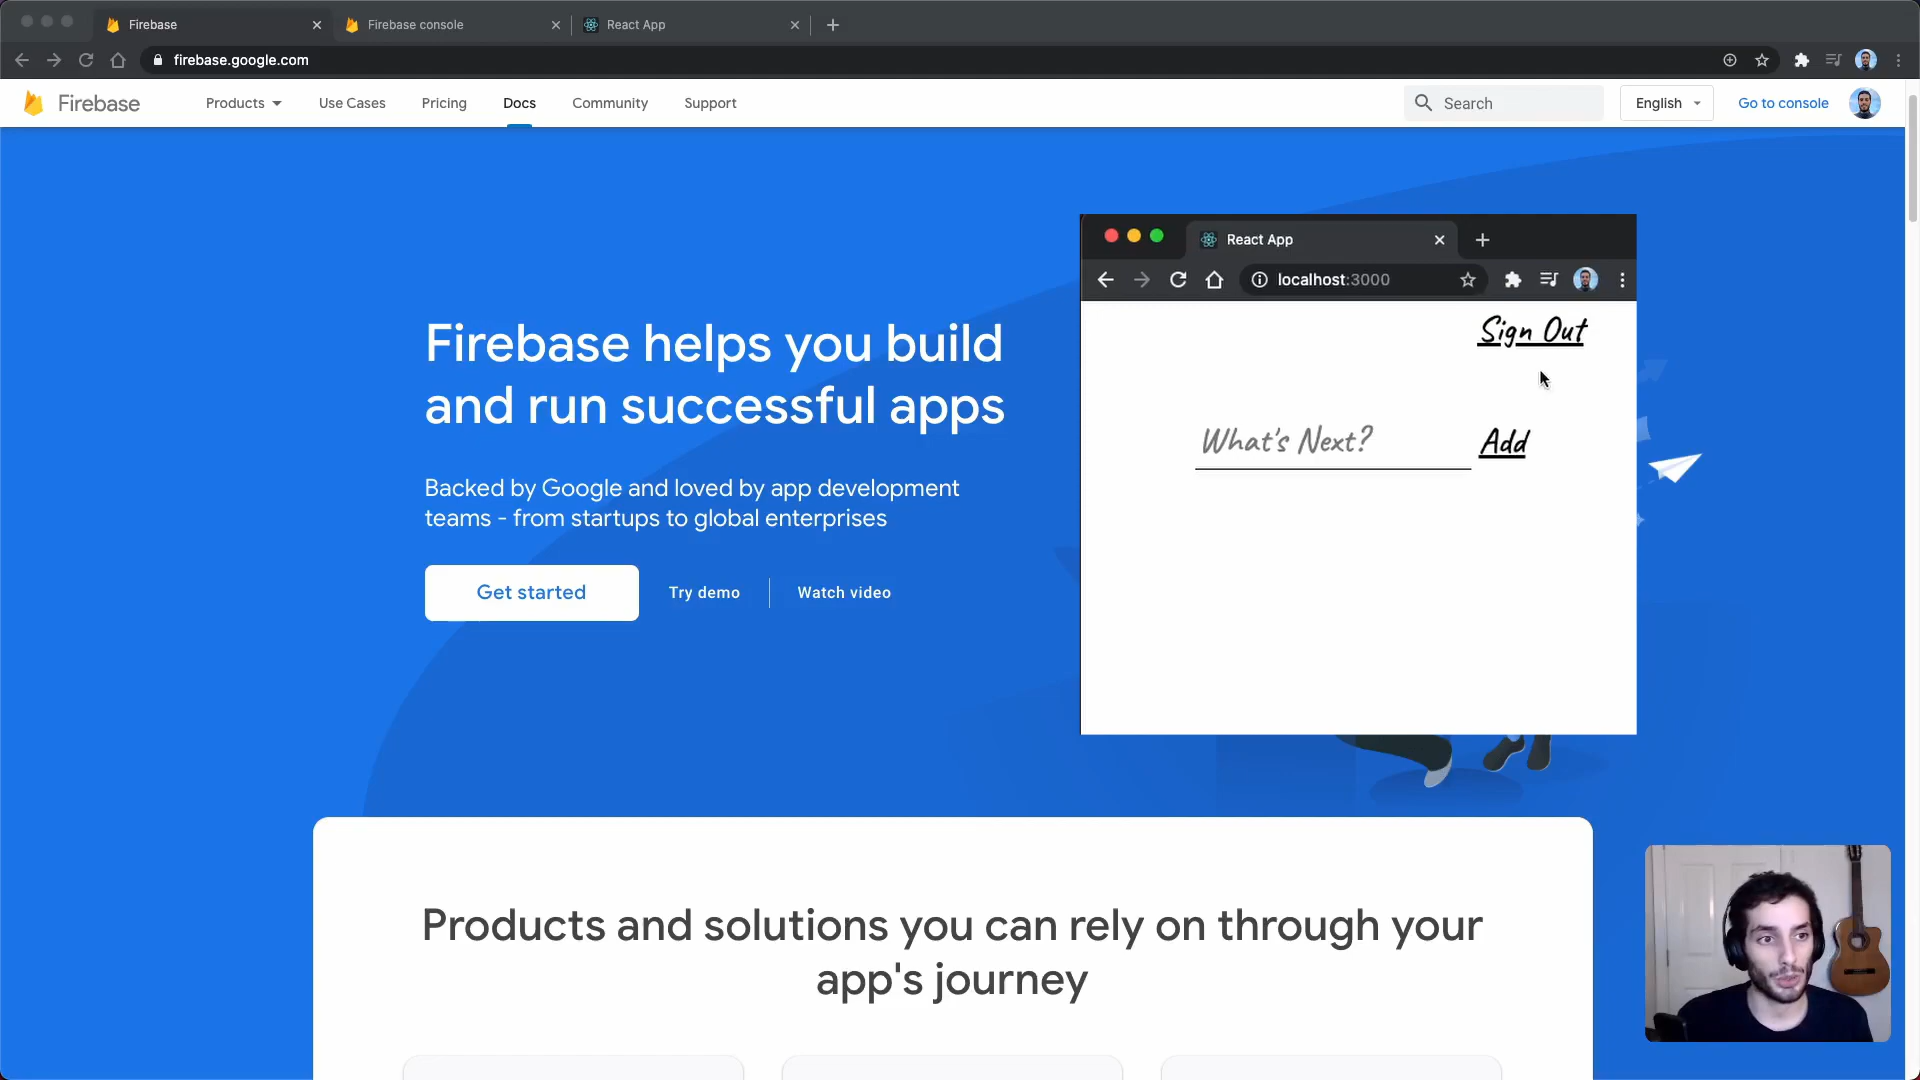 Firebase
Firebase console
React App
firebase.google.com
Firebase
Products
Use Cases
Pricing
Docs
Community
Support
Search
English
Go to console
React App
localhost:3000
Sign Out
What's Next?
Add
Firebase helps you build
and run successful apps
Backed by Google and loved by app development
teams - from startups to global enterprises
Get started
Try demo
Watch video
Products and solutions you can rely on through your
app's journey